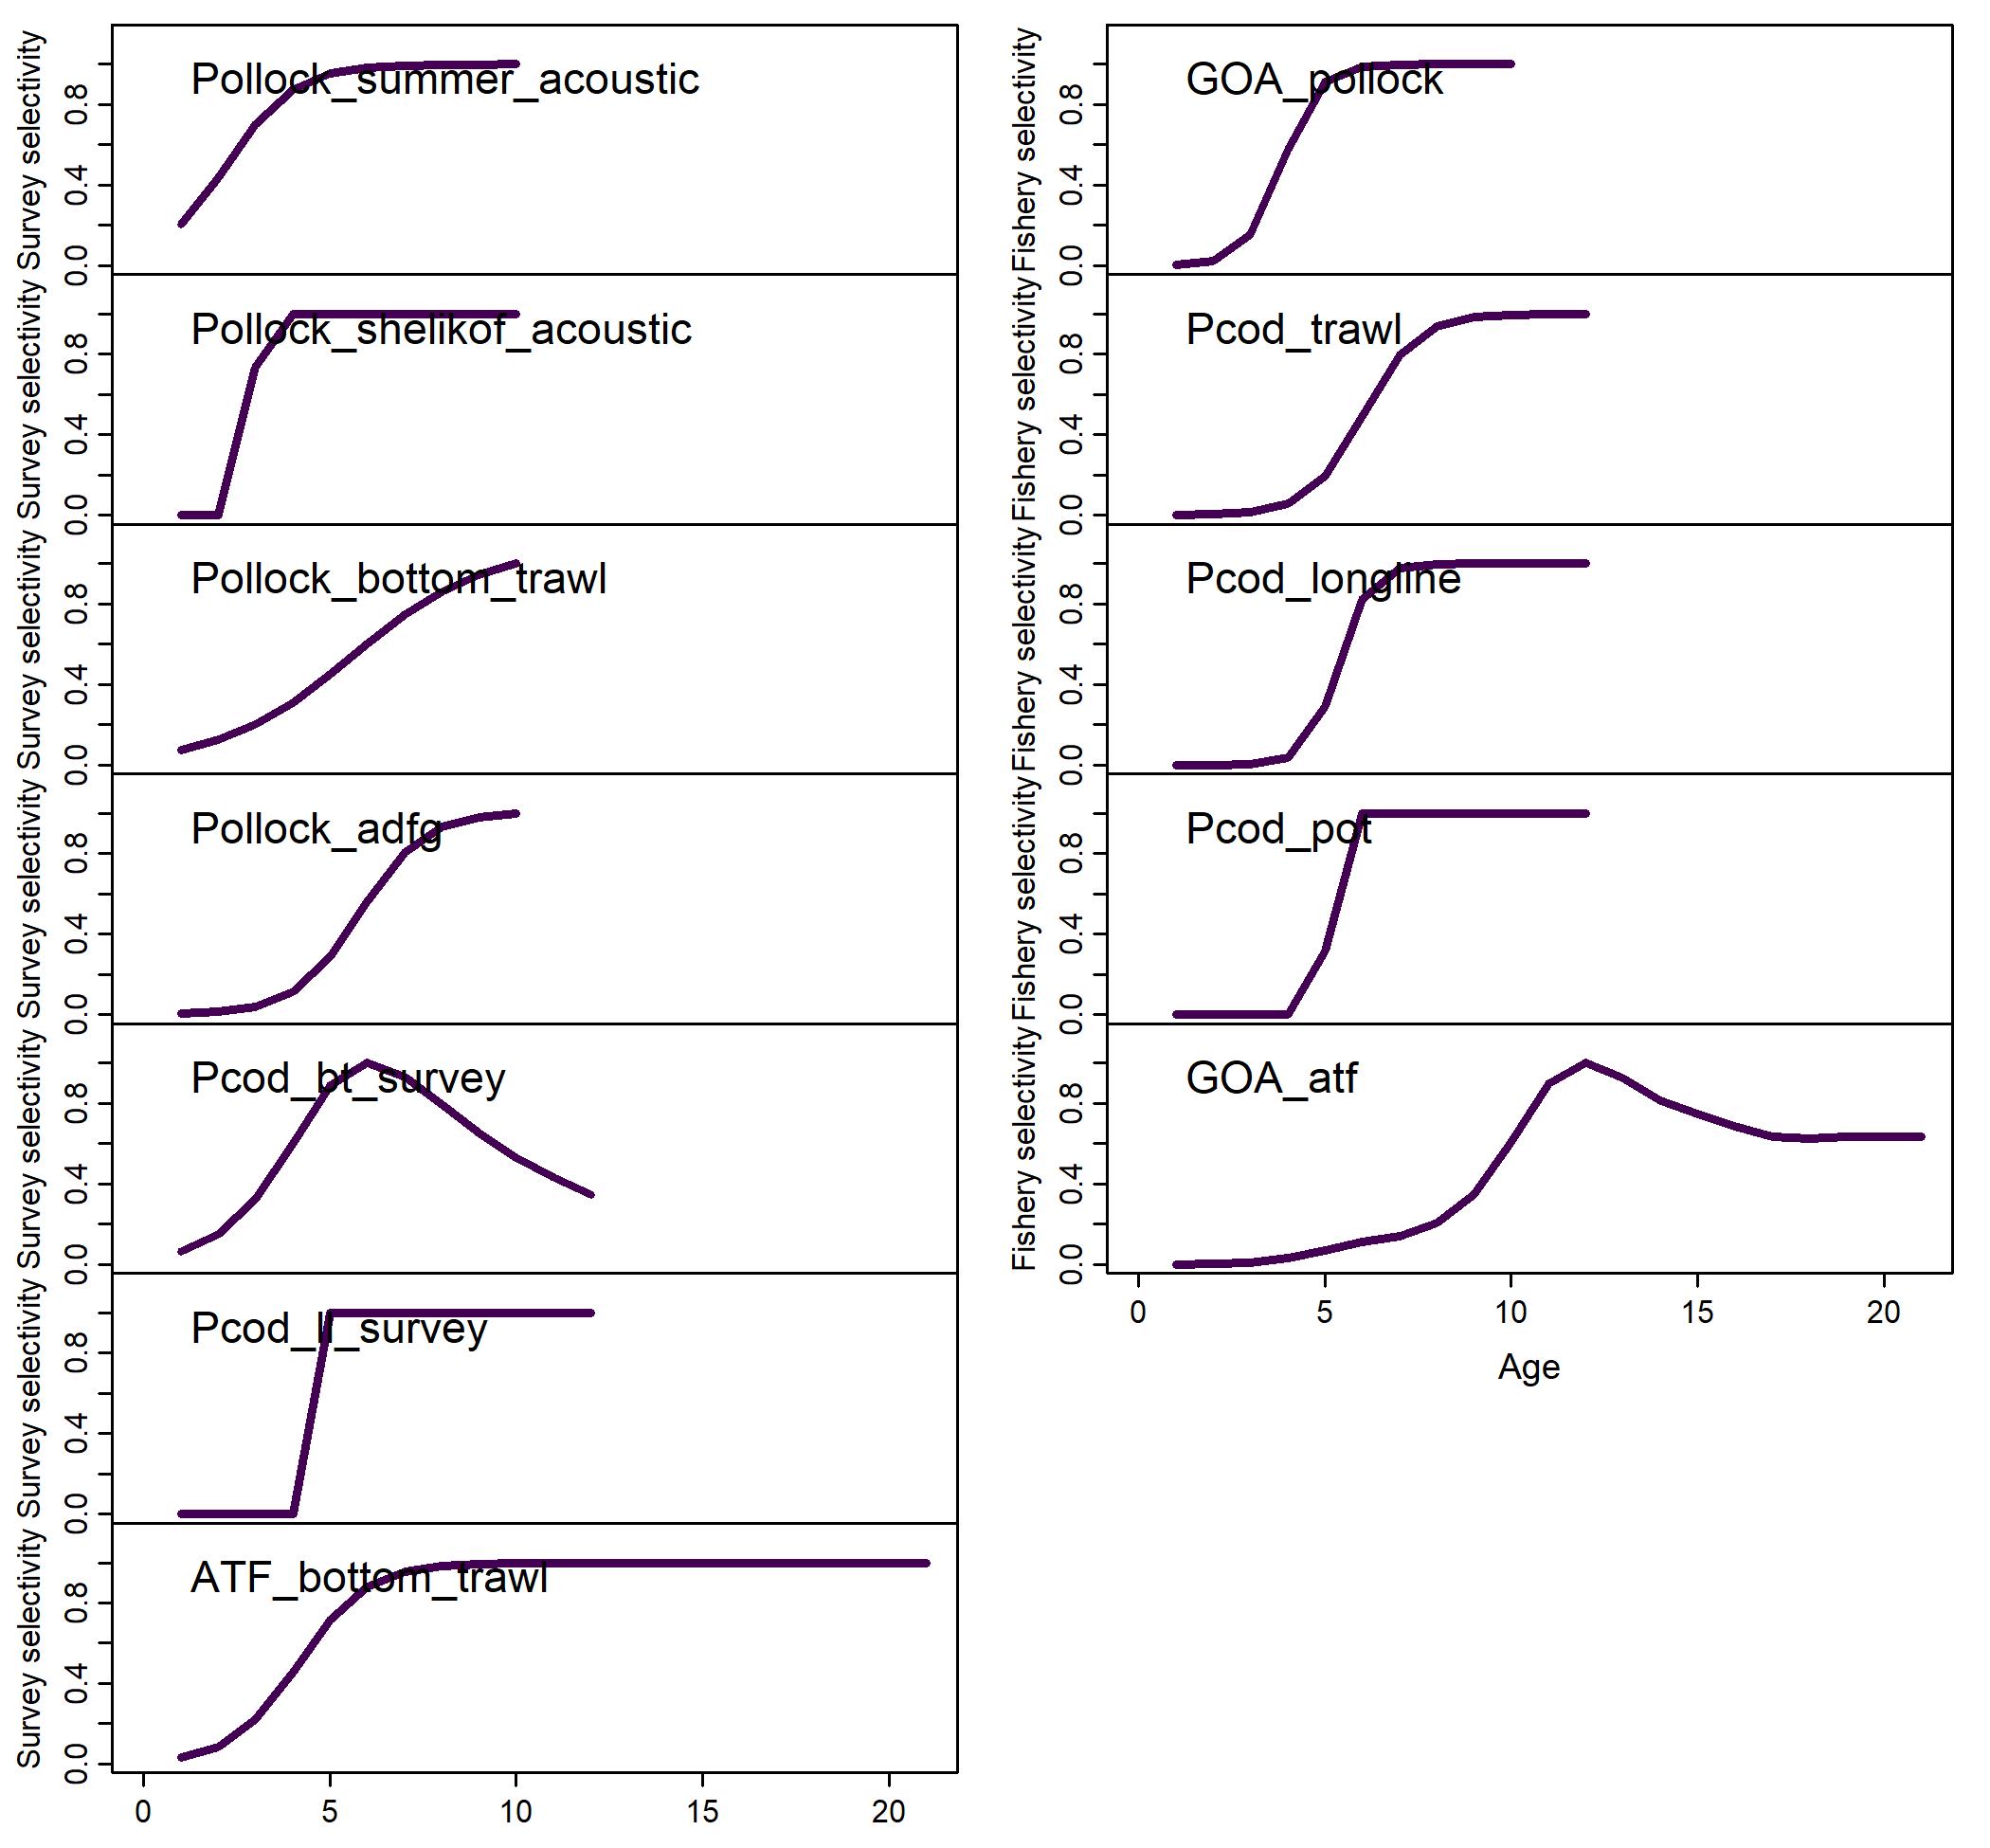 Survey selectivity
0.0 0.4 0.8
Pollock_summer_acoustic
Survey selectivity
0.0 0.4 0.8
Pollock_shelikof_acoustic
Survey selectivity
0.0 0.4 0.8
Pollock_bottom_trawl
Survey selectivity
0.0 0.4 0.8
Pollock_adfg
Survey selectivity
0.0 0.4 0.8
Pcod_bt_survey
Survey selectivity
0.0 0.4 0.8
Pcod_ll_survey
Survey selectivity
0.0 0.4 0.8
ATF_bottom_trawl
0 5 10 15 20
Fishery selectivity
0.0 0.4 0.8
GOA_pollock
Fishery selectivity
0.0 0.4 0.8
Pcod_trawl
Fishery selectivity
0.0 0.4 0.8
Pcod_longline
Fishery selectivity
0.0 0.4 0.8
Pcod_pot
Fishery selectivity
0.0 0.4 0.8
GOA_atf
0 5 10 15 20
Age